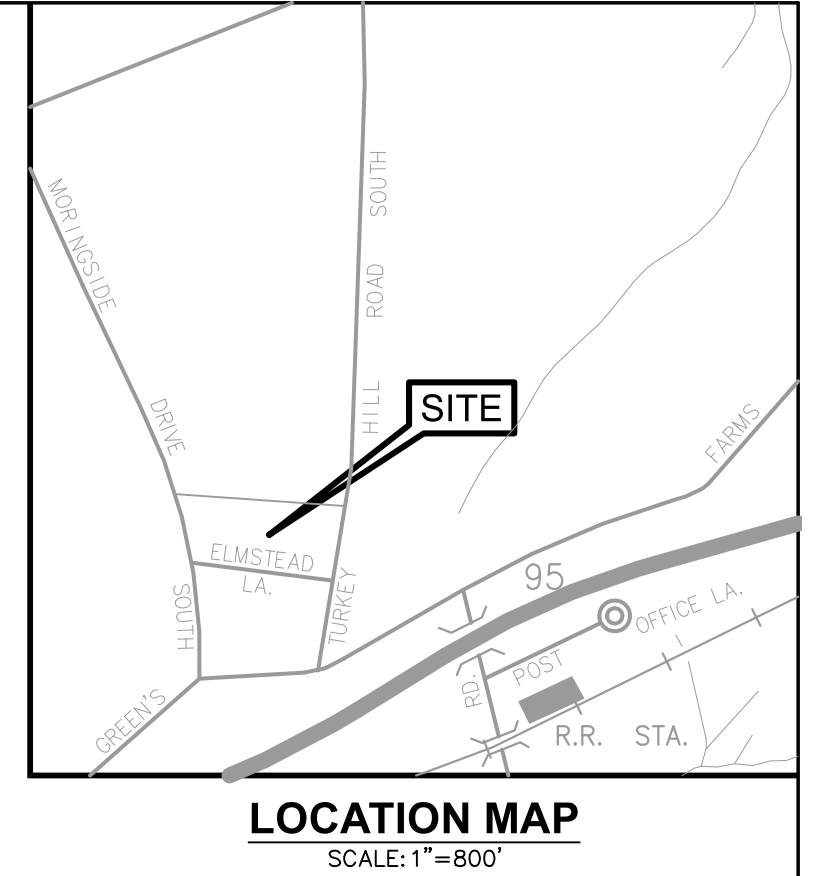 MORINGSIDE
DRIVE
SOUTH
SOUTH
ROAD
HILL
TURKEY
SITE
FARMS
ELMSTEAD
LA.
95
OFFICE LA.
POST
RD.
GREEN'S
R.R. STA.
LOCATION MAP
SCALE: 1"=800'